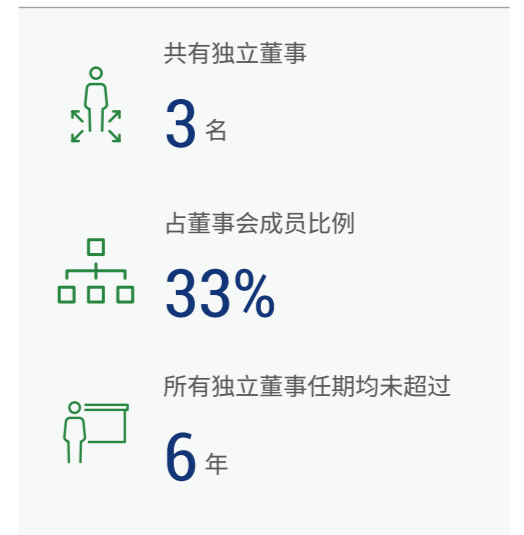 共有独立董事
3 名
占董事会成员比例
33%
所有独立董事任期均未超过
6 年